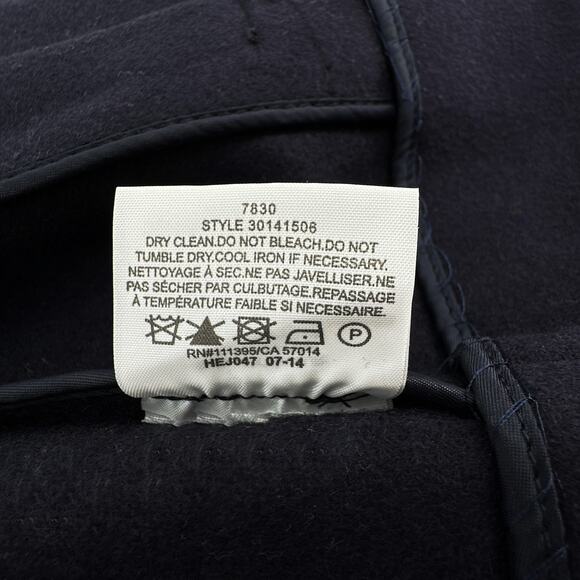 7830
STYLE 30141506
DRY CLEAN.DO NOT BLEACH.DO NOT
TUMBLE DRY.COOL IRON IF NECESSARY.
NETTOYAGE À SEC.NE PAS JAVELLISER.NE
PAS SÉCHER PAR CULBUTAGE.REPASSAGE
À TEMPÉRATURE FAIBLE SI NECESSAIRE.
P
RN#111395/CA 57014
HEJ047 07-14